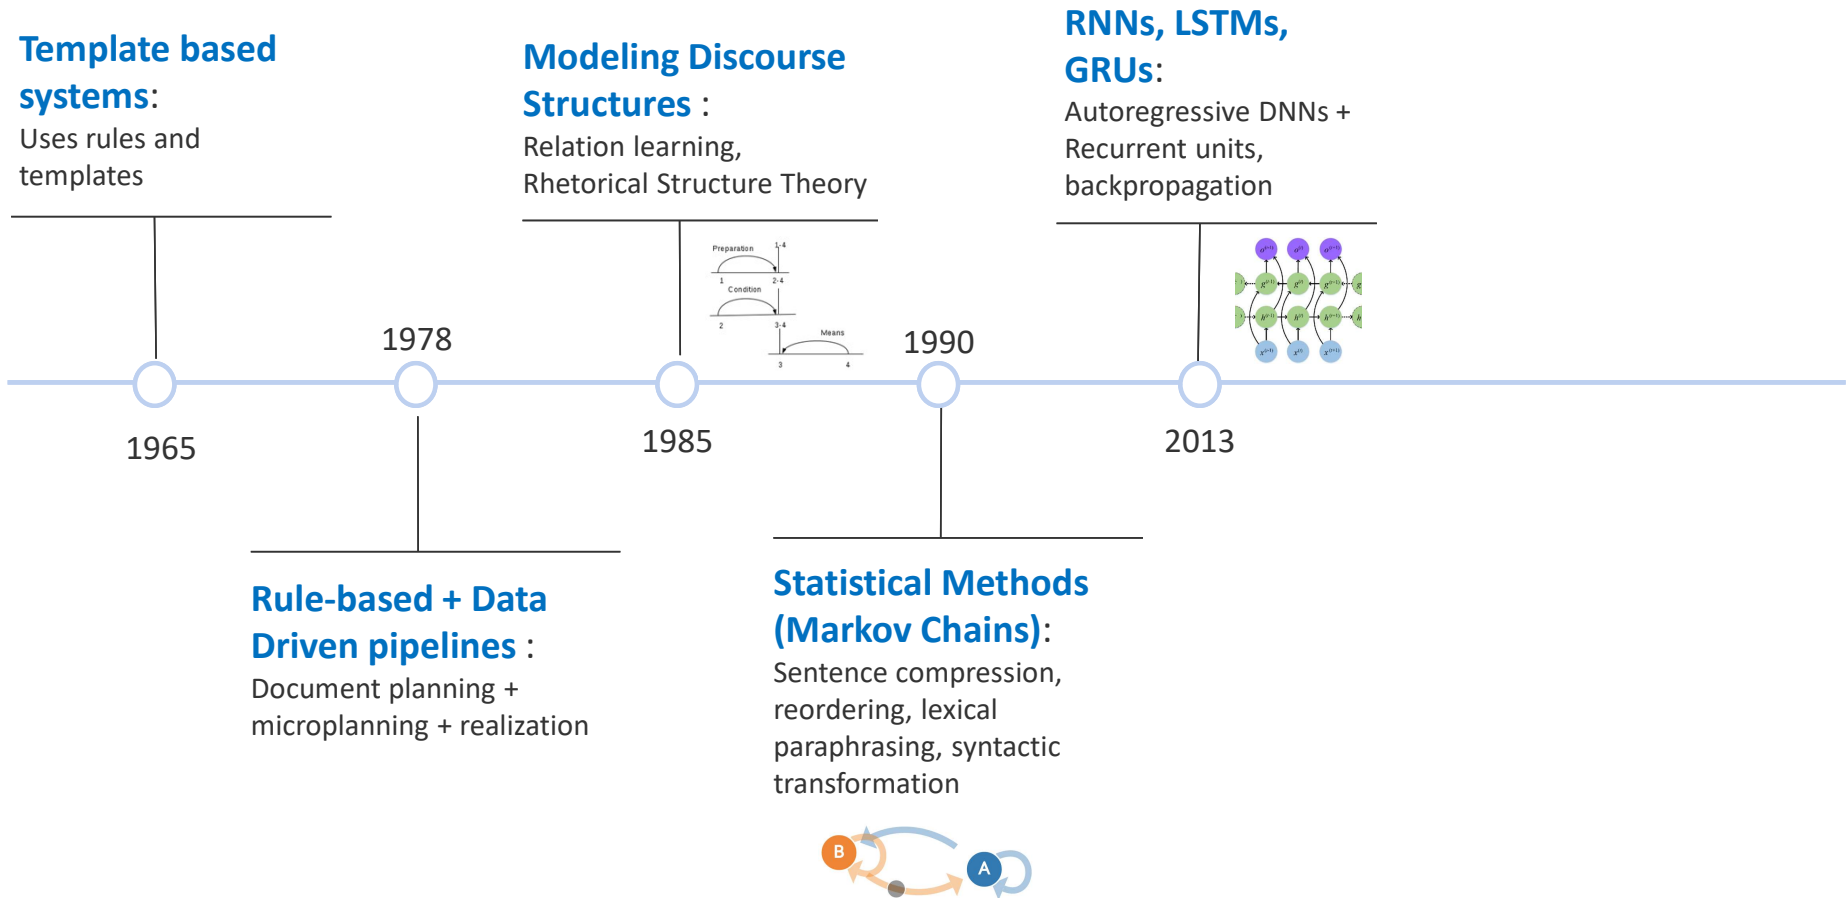 Template based
systems:
Uses rules and
templates
1965
1978
Rule-based + Data
Driven pipelines :
Document planning +
microplanning + realization
Modeling Discourse
Structures :
Relation learning,
Rhetorical Structure Theory
Preparation
1-4
1
2-4
Condition
2
3-4
Means
3
4
1985
1990
Statistical Methods
(Markov Chains):
Sentence compression,
reordering, lexical
paraphrasing, syntactic
transformation
B
A
RNNs, LSTMs,
GRUs:
Autoregressive DNNs +
Recurrent units,
backpropagation
2013